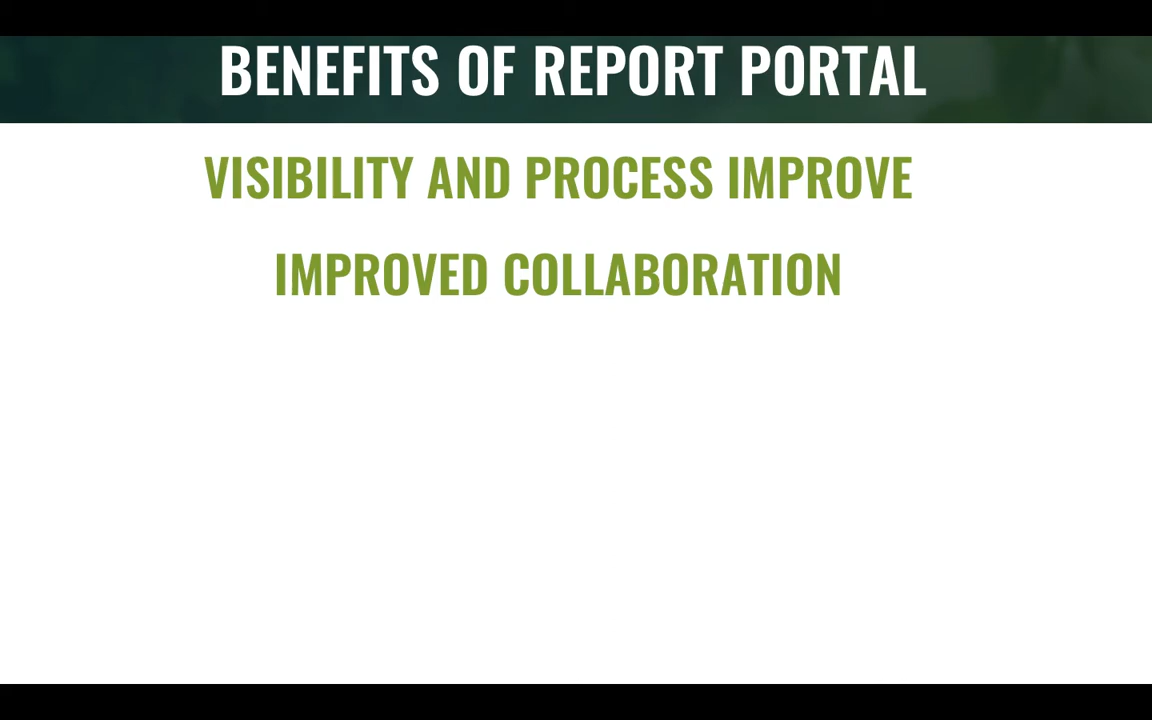 BENEFITS OF REPORT PORTAL
VISIBILITY AND PROCESS IMPROVE
IMPROVED COLLABORATION